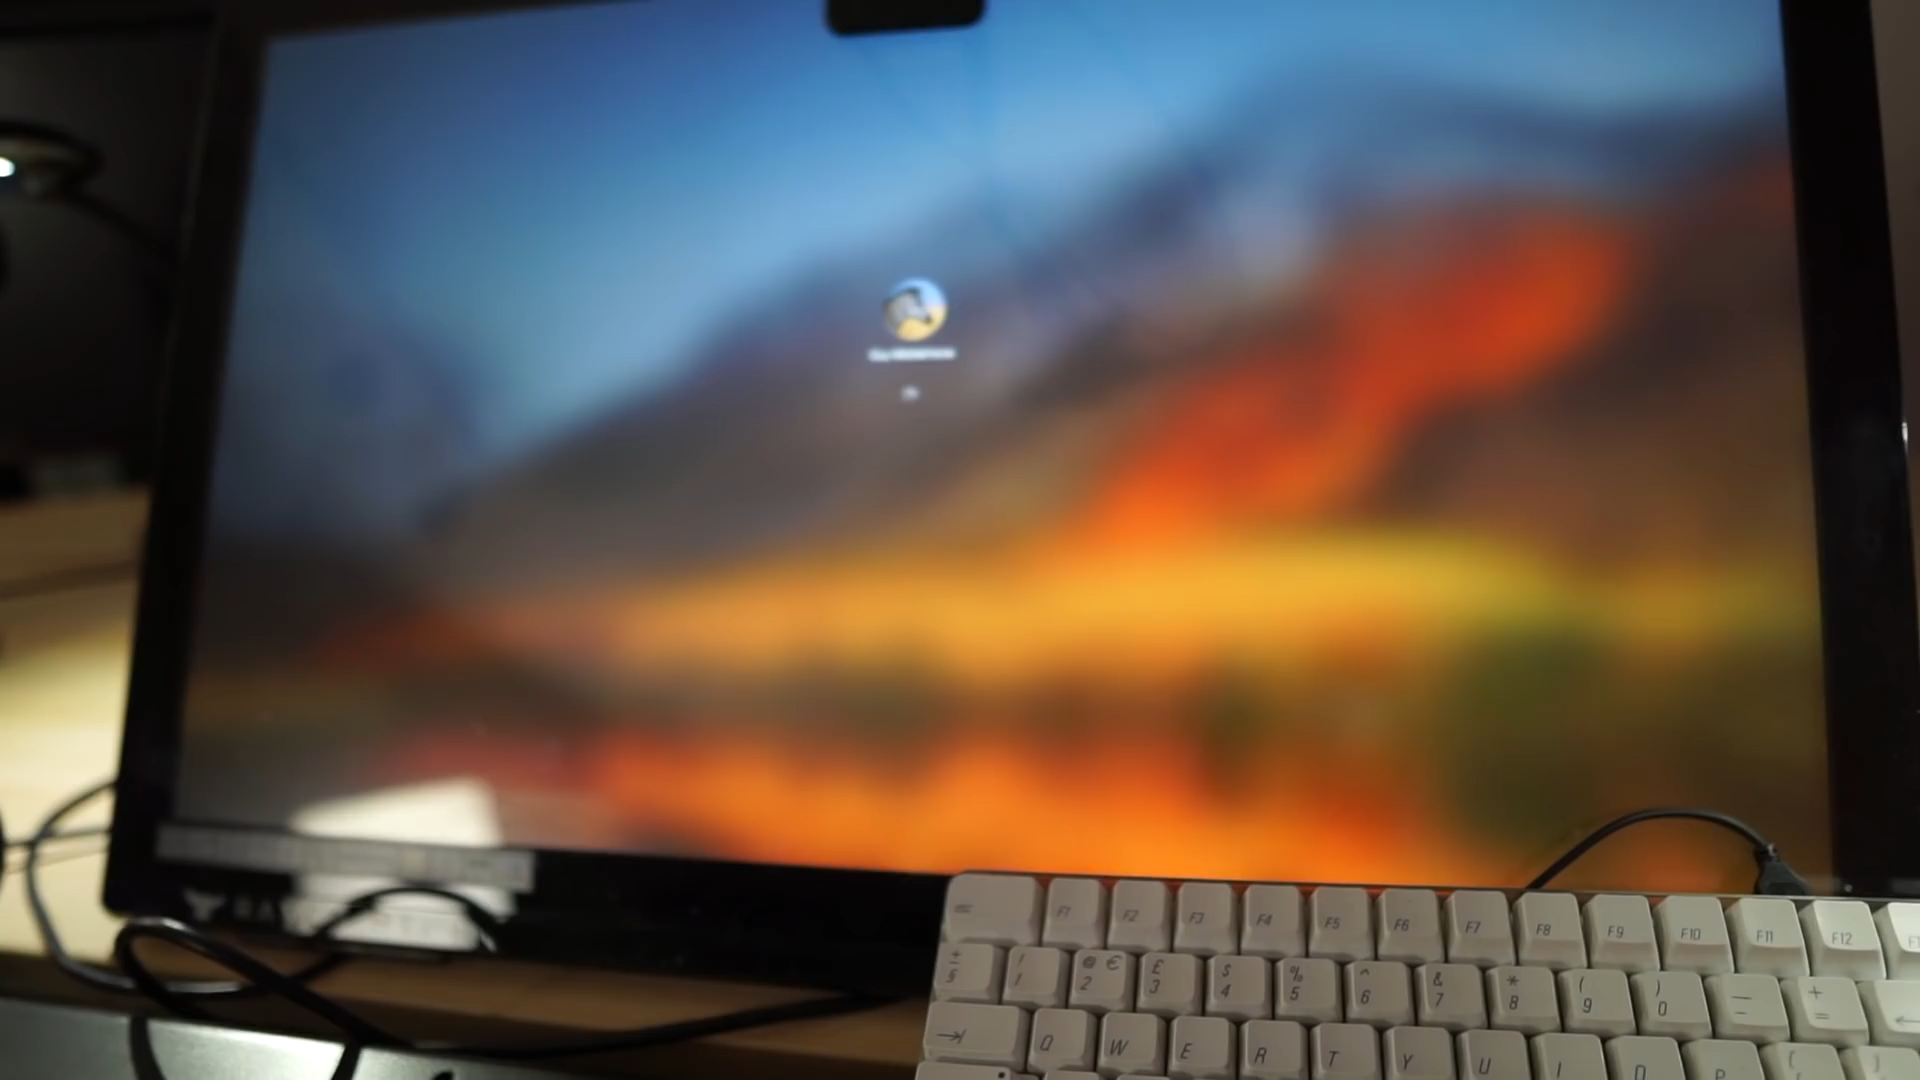 F1 F2 F3 F4 F5 F6 F7 F8 F9 F10 F11 F12
± § ! 1 @ € 2 £ 3 $ 4 % 5 ^ 6 & 7 * 8 ( 9 ) 0 — + =
Q W E R T Y U I O P